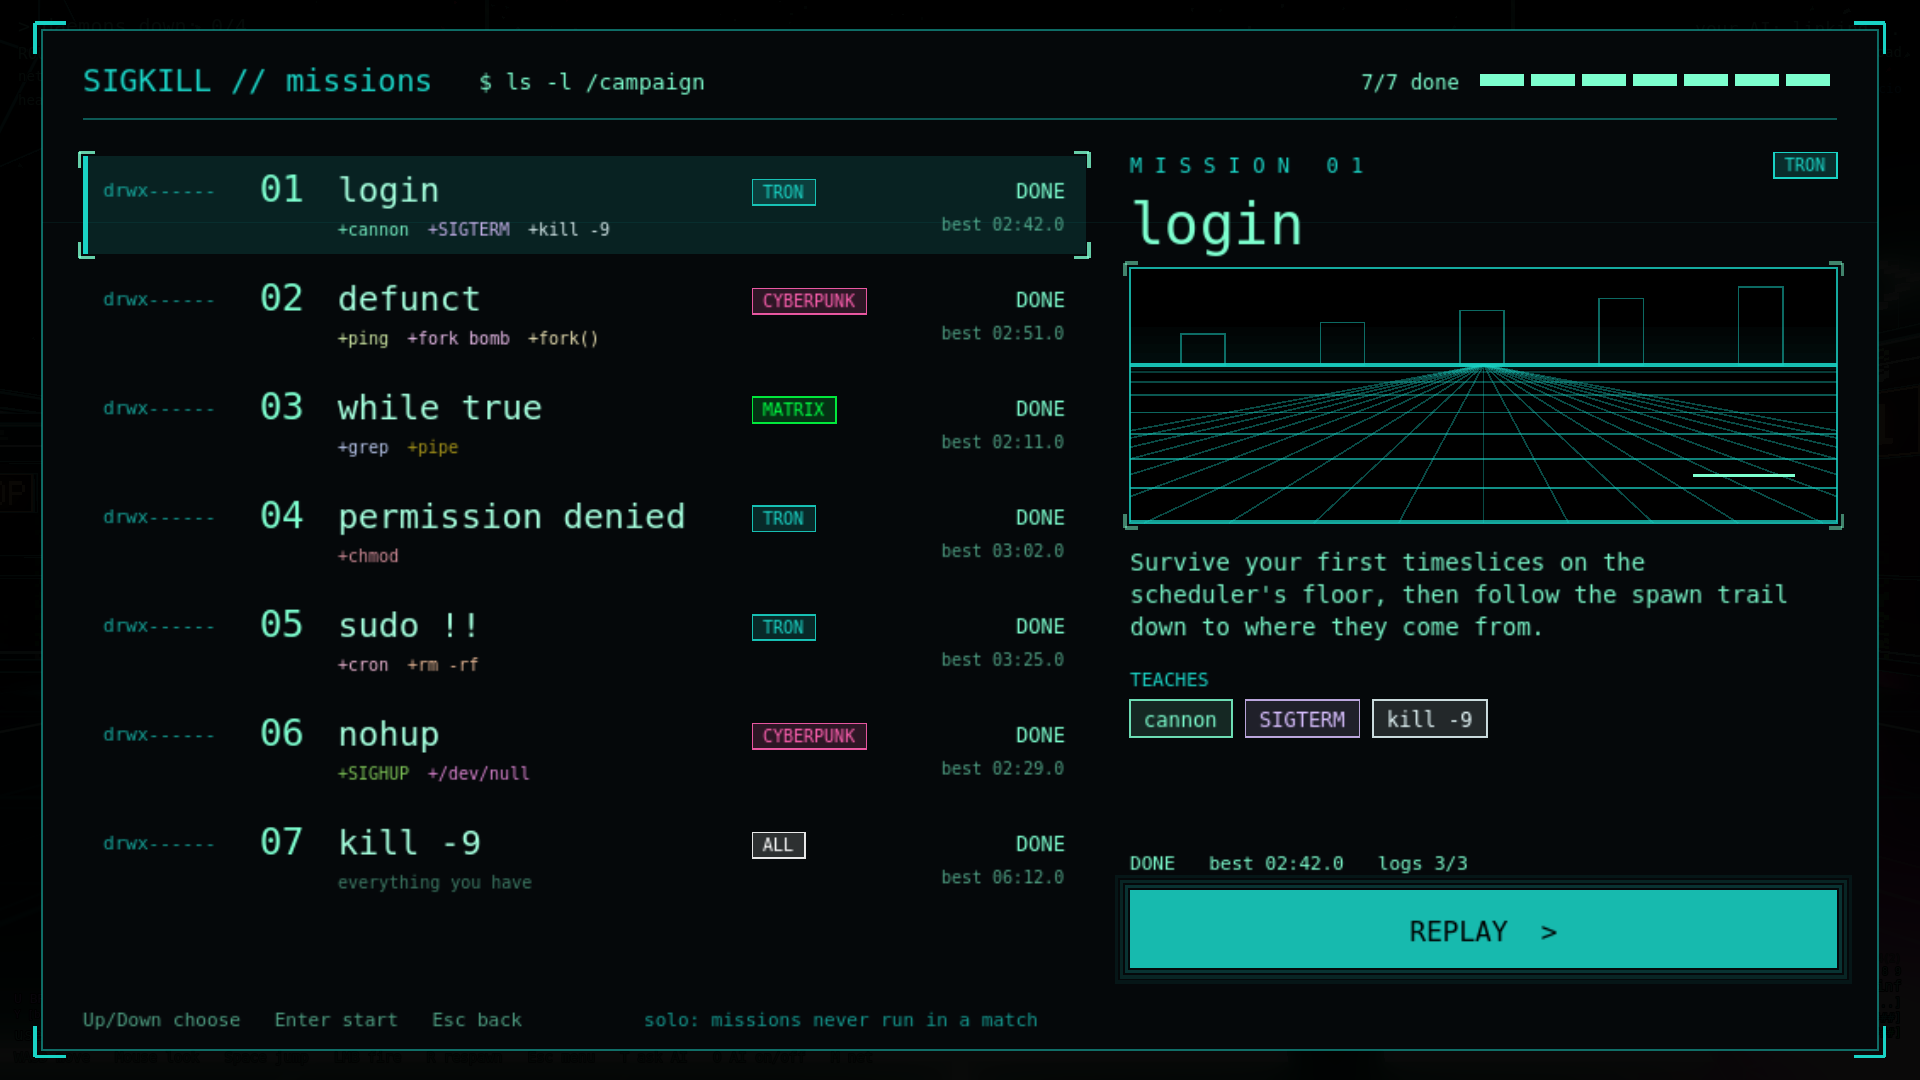 SIGKILL // missions $ ls -l /campaign 7/7 done
drwx------ 01 login TRON DONE
+cannon +SIGTERM +kill -9 best 02:42.0
drwx------ 02 defunct CYBERPUNK DONE
+ping +fork bomb +fork() best 02:51.0
drwx------ 03 while true MATRIX DONE
+grep +pipe best 02:11.0
drwx------ 04 permission denied TRON DONE
+chmod best 03:02.0
drwx------ 05 sudo !! TRON DONE
+cron +rm -rf best 03:25.0
drwx------ 06 nohup CYBERPUNK DONE
+SIGHUP +/dev/null best 02:29.0
drwx------ 07 kill -9 ALL DONE
everything you have best 06:12.0
MISSION 01 TRON
login
Survive your first timeslices on the
scheduler's floor, then follow the spawn trail
down to where they come from.
TEACHES
cannon SIGTERM kill -9
DONE best 02:42.0 logs 3/3
REPLAY >
Up/Down choose Enter start Esc back solo: missions never run in a match